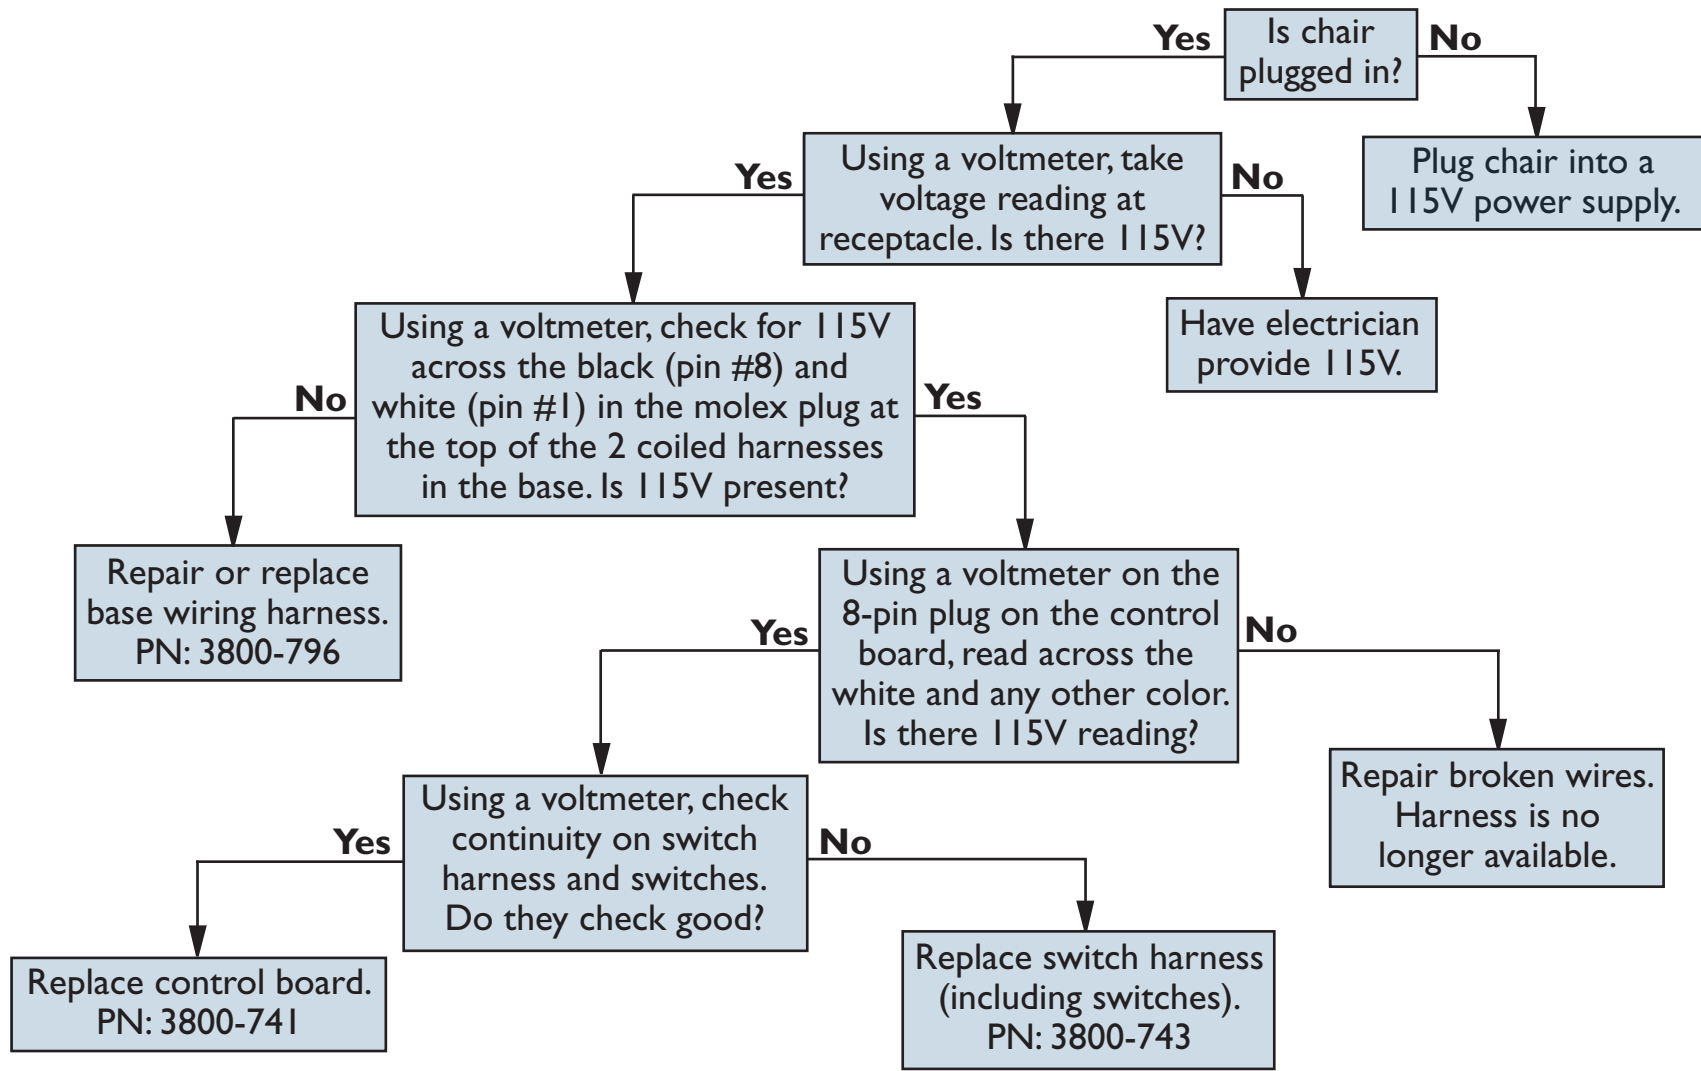 Is chair
plugged in?
Yes
No
Using a voltmeter, take
voltage reading at
receptacle. Is there 115V?
Plug chair into a
115V power supply.
Yes
No
Using a voltmeter, check for 115V
across the black (pin #8) and
white (pin #1) in the molex plug at
the top of the 2 coiled harnesses
in the base. Is 115V present?
Have electrician
provide 115V.
No
Yes
Repair or replace
base wiring harness.
PN: 3800-796
Using a voltmeter on the
8-pin plug on the control
board, read across the
white and any other color.
Is there 115V reading?
Yes
No
Using a voltmeter, check
continuity on switch
harness and switches.
Do they check good?
Repair broken wires.
Harness is no
longer available.
Yes
No
Replace control board.
PN: 3800-741
Replace switch harness
(including switches).
PN: 3800-743